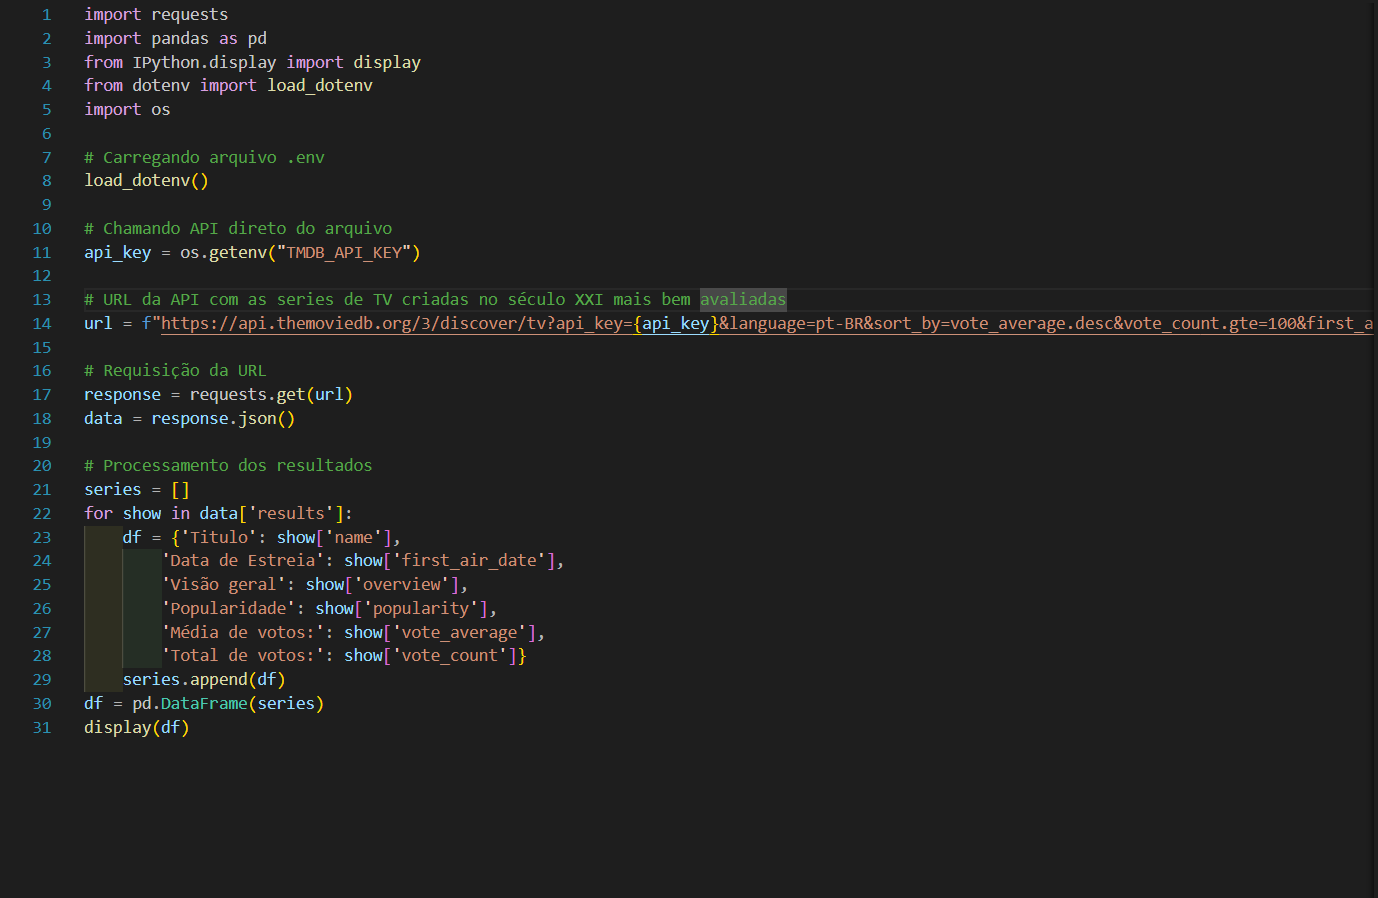 1 import requests
2 import pandas as pd
3 from IPython.display import display
4 from dotenv import load_dotenv
5 import os
6
7 # Carregando arquivo .env
8 load_dotenv()
9
10 # Chamando API direto do arquivo
11 api_key = os.getenv("TMDB_API_KEY")
12
13 # URL da API com as series de TV criadas no século XXI mais bem avaliadas
14 url = f"https://api.themoviedb.org/3/discover/tv?api_key={api_key}&language=pt-BR&sort_by=vote_average.desc&vote_count.gte=100&first_a
15
16 # Requisição da URL
17 response = requests.get(url)
18 data = response.json()
19
20 # Processamento dos resultados
21 series = []
22 for show in data['results']:
23     df = {'Titulo': show['name'],
24         'Data de Estreia': show['first_air_date'],
25         'Visão geral': show['overview'],
26         'Popularidade': show['popularity'],
27         'Média de votos:': show['vote_average'],
28         'Total de votos:': show['vote_count']}
29     series.append(df)
30 df = pd.DataFrame(series)
31 display(df)